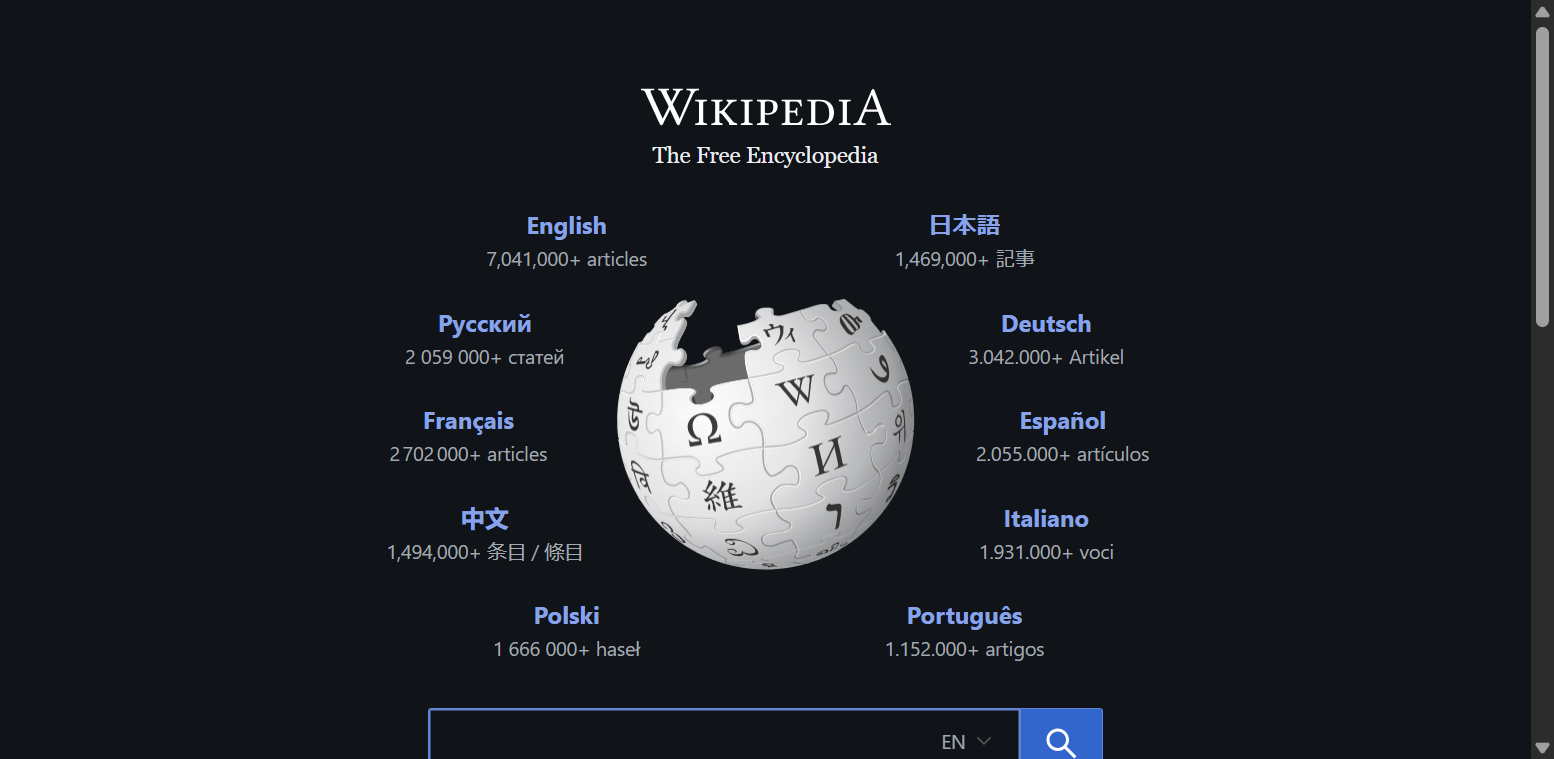 WIKIPEDIA
The Free Encyclopedia
English
7,041,000+ articles
日本語
1,469,000+ 記事
Русский
2 059 000+ статей
Deutsch
3.042.000+ Artikel
Français
2 702 000+ articles
Español
2.055.000+ artículos
中文
1,494,000+ 条目 / 條目
Italiano
1.931.000+ voci
Polski
1 666 000+ haseł
Português
1.152.000+ artigos
ウィ
W
Ω
И
維
EN